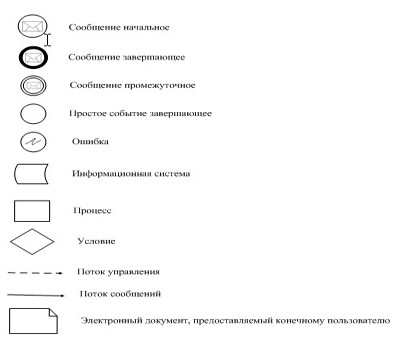 Сообщение начальное
Сообщение завершающее
Сообщение промежуточное
Простое событие завершающее
Ошибка
Информационная система
Процесс
Условие
Поток управления
Поток сообщений
Электронный документ, предоставляемый конечному пользователю